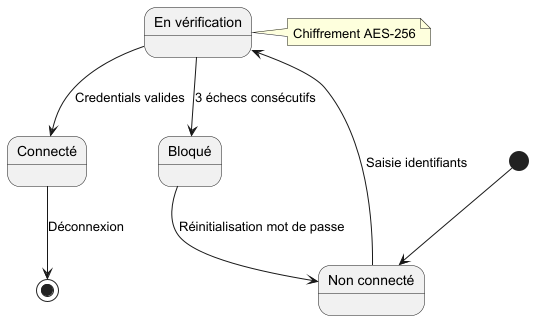 En vérification
Chiffrement AES-256
Credentials valides
3 échecs consécutifs
Connecté
Bloqué
Saisie identifiants
Déconnexion
Réinitialisation mot de passe
Non connecté